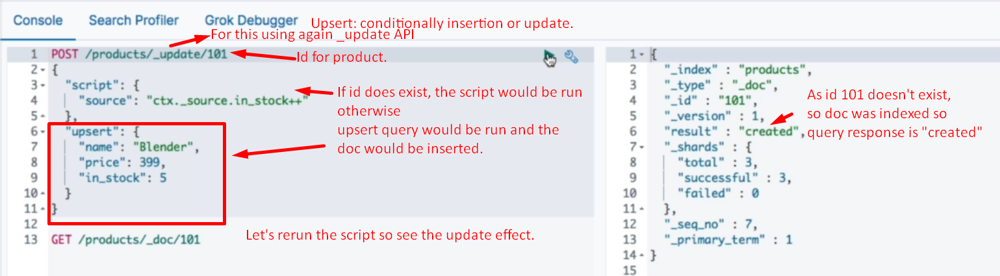 Console Search Profiler Grok Debugger
Upsert: conditionally insertion or update.
For this using again _update API
1 POST /products/_update/101
Id for product.
2 {
3 "script": {
4 "source": "ctx._source.in_stock++"
5 },
6 "upsert": {
7 "name": "Blender",
8 "price": 399,
9 "in_stock": 5
10 }
11 }
12
13 GET /products/_doc/101
If id does exist, the script would be run
otherwise
upsert query would be run and the
doc would be inserted.
Let's rerun the script so see the update effect.
1 {
2 "_index" : "products",
3 "_type" : "_doc",
4 "_id" : "101",
5 "_version" : 1,
6 "result" : "created",
7 "_shards" : {
8 "total" : 3,
9 "successful" : 3,
10 "failed" : 0
11 },
12 "_seq_no" : 7,
13 "_primary_term" : 1
14 }
15
As id 101 doesn't exist,
so doc was indexed so
query response is "created"